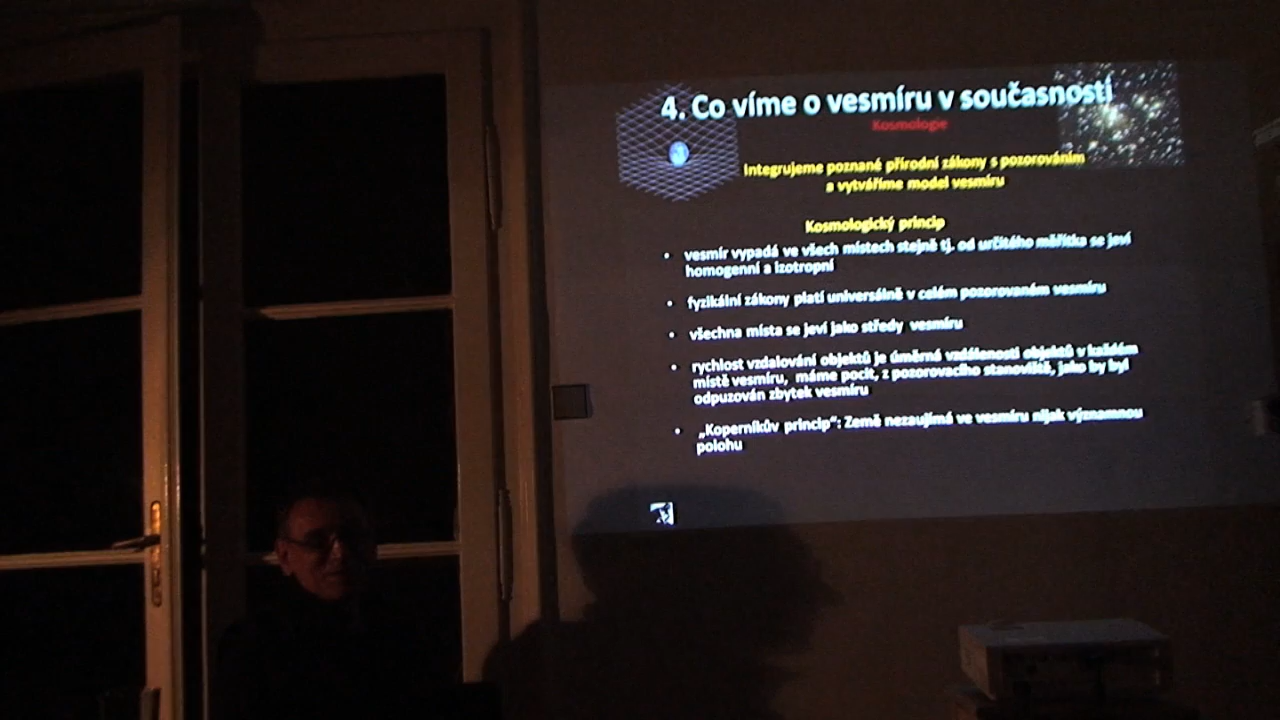 4. Co víme o vesmíru v současnosti
Kosmologie
Integrujeme poznané přírodní zákony s pozorováním
a vytváříme model vesmíru
Kosmologický princip
• vesmír vypadá ve všech místech stejně tj. od určitého měřítka se jeví
homogenní a izotropní
• fyzikální zákony platí universálně v celém pozorovaném vesmíru
• všechna místa se jeví jako středy vesmíru
• rychlost vzdalování objektů je úměrná vzdálenosti objektů v každém
místě vesmíru, máme pocit, z pozorovacího stanoviště, jako by byl
odpuzován zbytek vesmíru
• „Koperníkův princip“: Země nezaujímá ve vesmíru nijak významnou
polohu